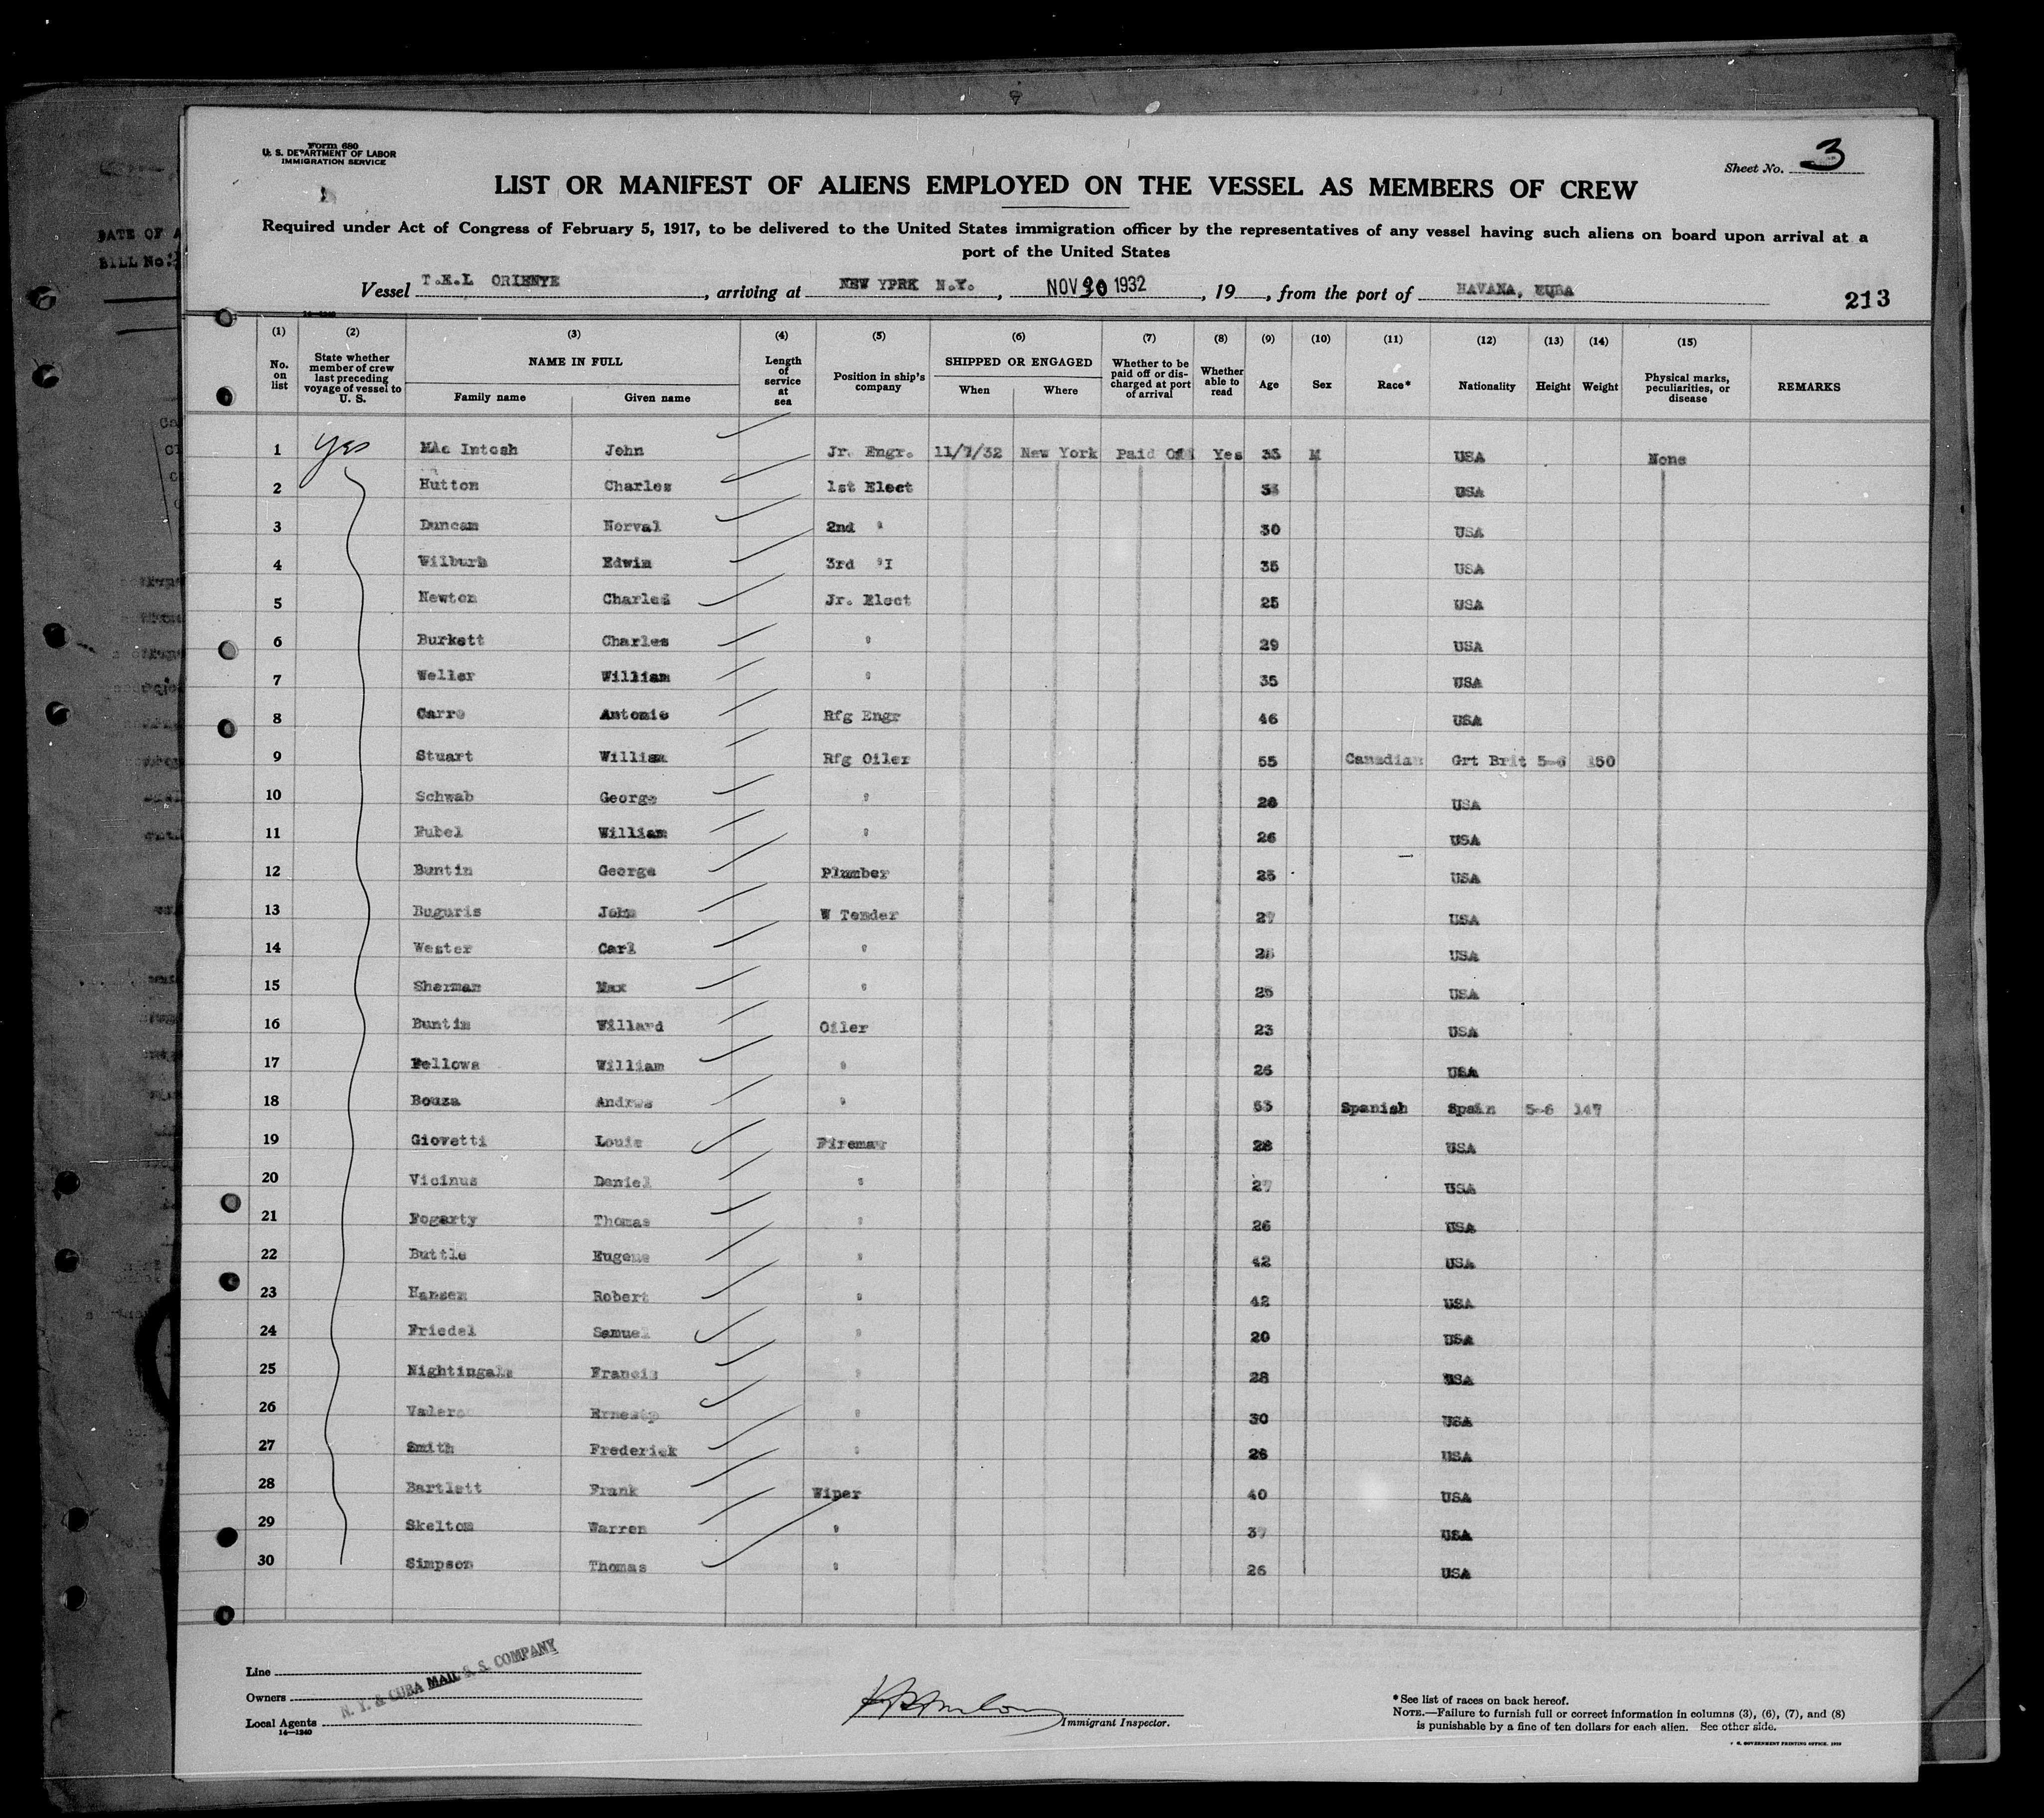 Form 680
U. S. DEPARTMENT OF LABOR
IMMIGRATION SERVICE
Sheet No. 3
LIST OR MANIFEST OF ALIENS EMPLOYED ON THE VESSEL AS MEMBERS OF CREW
Required under Act of Congress of February 5, 1917, to be delivered to the United States immigration officer by the representatives of any vessel having such aliens on board upon arrival at a
port of the United States
Vessel T.E.L ORIENTE, arriving at NEW YPRK N.Y., NOV 30 1932, 19, from the port of HAVANA, CUBA 213
(1) (2) (3) (4) (5) (6) (7) (8) (9) (10) (11) (12) (13) (14) (15)
No. on list State whether member of crew last preceding voyage of vessel to U. S. NAME IN FULL Family name Given name Length of service at sea Position in ship's company SHIPPED OR ENGAGED When Where Whether to be paid off or discharged at port of arrival Whether able to read Age Sex Race* Nationality Height Weight Physical marks, peculiarities, or disease REMARKS
1 yes Mac Intosh John Jr. Engr. 11/7/32 New York Paid Off Yes 33 M USA None
2 Hutton Charles 1st Elect USA
3 Duncan Norval 2nd " 30 USA
4 Wilburh Edwin 3rd "I 35 USA
5 Newton Charles Jr. Elect 25 USA
6 Burkett Charles " 29 USA
7 Weller William " 35 USA
8 Carro Antonio Rfg Engr 46 USA
9 Stuart William Rfg Oiler 55 Canadian Grt Brit 5-6 150
10 Schwab George " 28 USA
11 Fubel William " 26 USA
12 Buntin George Plumber 25 USA
13 Buguris John W Tender 27 USA
14 Wester Carl " USA
15 Sherman Max " 25 USA
16 Buntin Willard Oiler 23 USA
17 Fellows William " 26 USA
18 Bouza Andres " 53 Spanish Spain 5-6 147
19 Giovetti Louis Fireman 28 USA
20 Vicinus Daniel " 27 USA
21 Fogarty Thomas " 26 USA
22 Buttle Eugene " 42 USA
23 Hansen Robert " 42 USA
24 Friedel Samuel " 20 USA
25 Nightingale Francis " 28 USA
26 Valero Ernestp " 30 USA
27 Smith Frederick " 26 USA
28 Bartlett Frank Wiper 40 USA
29 Skelton Warren " 37 USA
30 Simpson Thomas " 26 USA
Line
Owners N. Y. & CUBA MAIL S. S. COMPANY
Local Agents
14—1240
Immigrant Inspector.
*See list of races on back hereof.
NOTE.—Failure to furnish full or correct information in columns (3), (6), (7), and (8)
is punishable by a fine of ten dollars for each alien. See other side.
DATE OF A
BILL No: